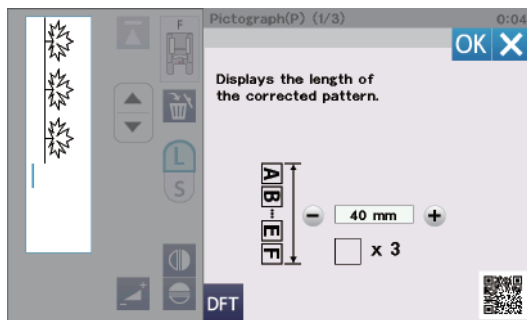 F
Pictograph(P) (1/3)
0:04
OK
Displays the length of
the corrected pattern.
L
S
A
B
E
F
40 mm
x 3
DFT